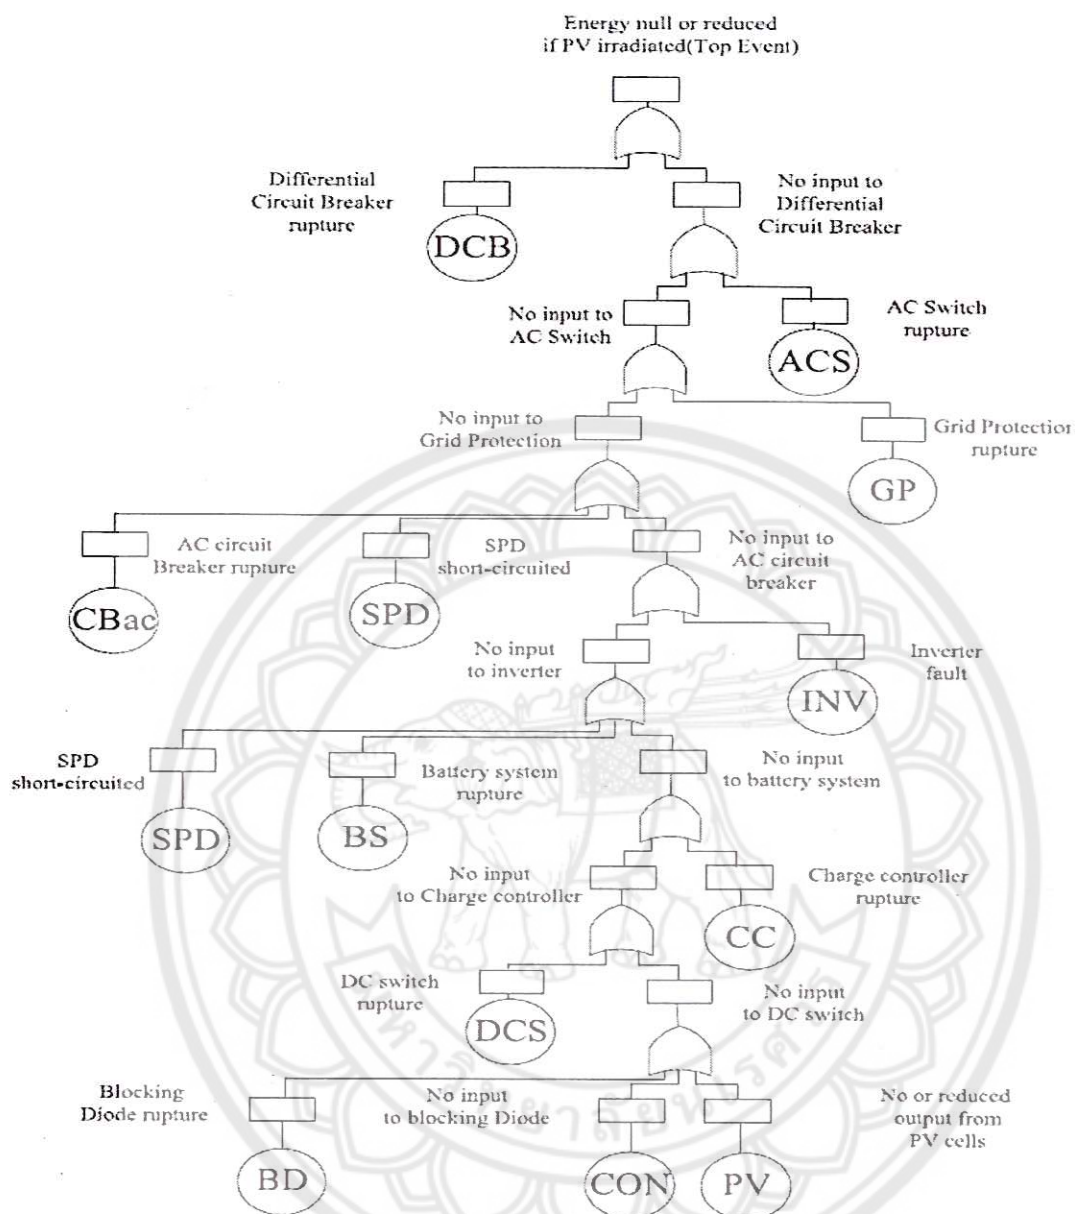 Energy null or reduced
if PV irradiated(Top Event)
Differential
Circuit Breaker
rupture
No input to
Differential
Circuit Breaker
DCB
No input to
AC Switch
AC Switch
rupture
ACS
No input to
Grid Protection
Grid Protection
rupture
GP
AC circuit
Breaker rupture
SPD
short-circuited
No input to
AC circuit
breaker
CBac
SPD
No input
to inverter
Inverter
fault
INV
SPD
short-circuited
Battery system
rupture
No input
to battery system
SPD
BS
No input
to Charge controller
Charge controller
rupture
CC
DC switch
rupture
No input
to DC switch
DCS
Blocking
Diode rupture
No input
to blocking Diode
No or reduced
output from
PV cells
BD
CON
PV